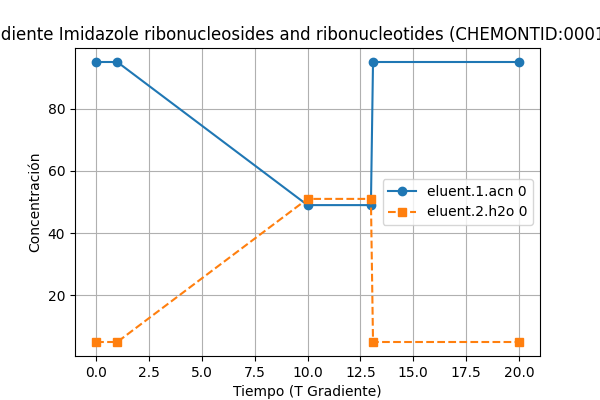 diente Imidazole ribonucleosides and ribonucleotides (CHEMONTID:0001
Concentración
80
60
40
20
eluent.1.acn 0
eluent.2.h2o 0
0.0 2.5 5.0 7.5 10.0 12.5 15.0 17.5 20.0
Tiempo (T Gradiente)